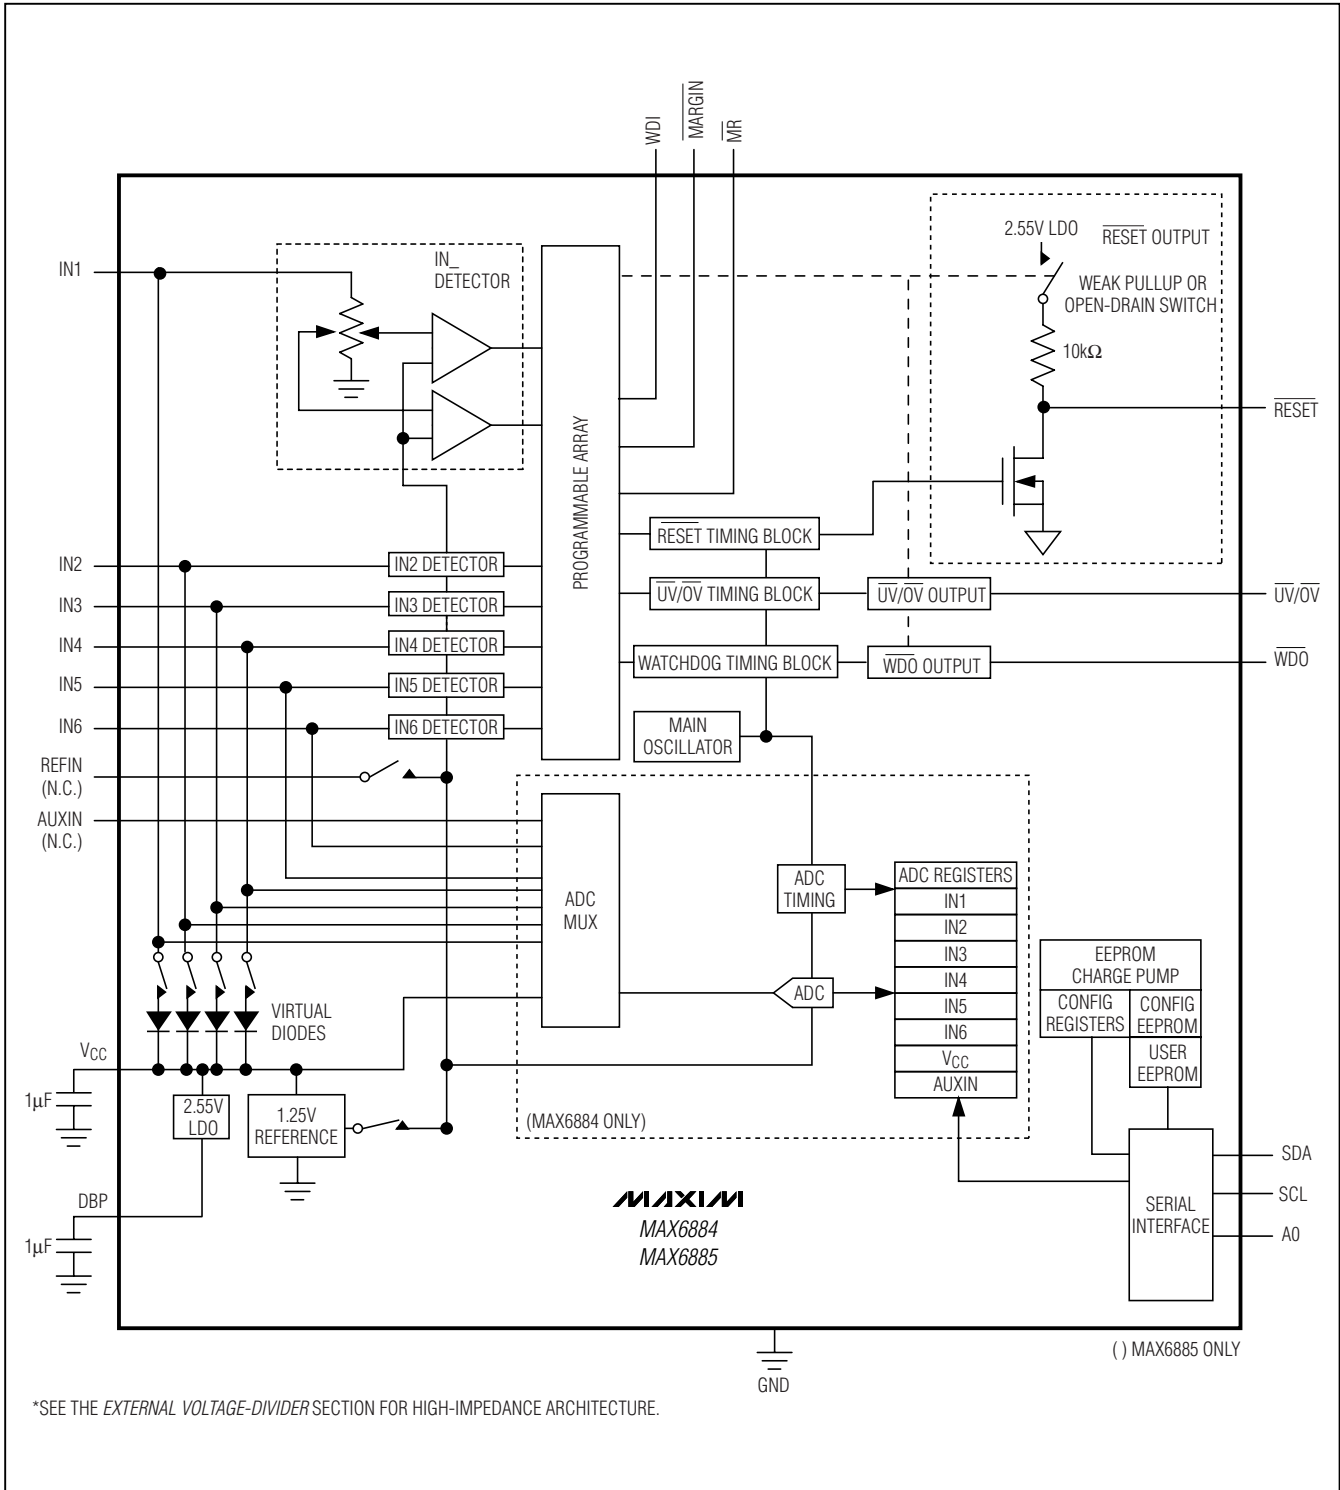 WDI
MARGIN
MR
IN1
IN_
DETECTOR
2.55V LDO
RESET OUTPUT
WEAK PULLUP OR
OPEN-DRAIN SWITCH
10kΩ
RESET
PROGRAMMABLE ARRAY
RESET TIMING BLOCK
IN2
IN2 DETECTOR
IN3
IN3 DETECTOR
UV/OV TIMING BLOCK
UV/OV OUTPUT
UV/OV
IN4
IN4 DETECTOR
WATCHDOG TIMING BLOCK
WDO OUTPUT
WDO
IN5
IN5 DETECTOR
IN6
IN6 DETECTOR
MAIN
OSCILLATOR
REFIN
(N.C.)
AUXIN
(N.C.)
ADC
MUX
ADC
TIMING
ADC
ADC REGISTERS
IN1
IN2
IN3
IN4
IN5
IN6
VCC
AUXIN
(MAX6884 ONLY)
VIRTUAL
DIODES
VCC
1µF
2.55V
LDO
1.25V
REFERENCE
DBP
1µF
EEPROM
CHARGE PUMP
CONFIG
REGISTERS
CONFIG
EEPROM
USER
EEPROM
SERIAL
INTERFACE
SDA
SCL
A0
MAXIM
MAX6884
MAX6885
( ) MAX6885 ONLY
GND
*SEE THE EXTERNAL VOLTAGE-DIVIDER SECTION FOR HIGH-IMPEDANCE ARCHITECTURE.